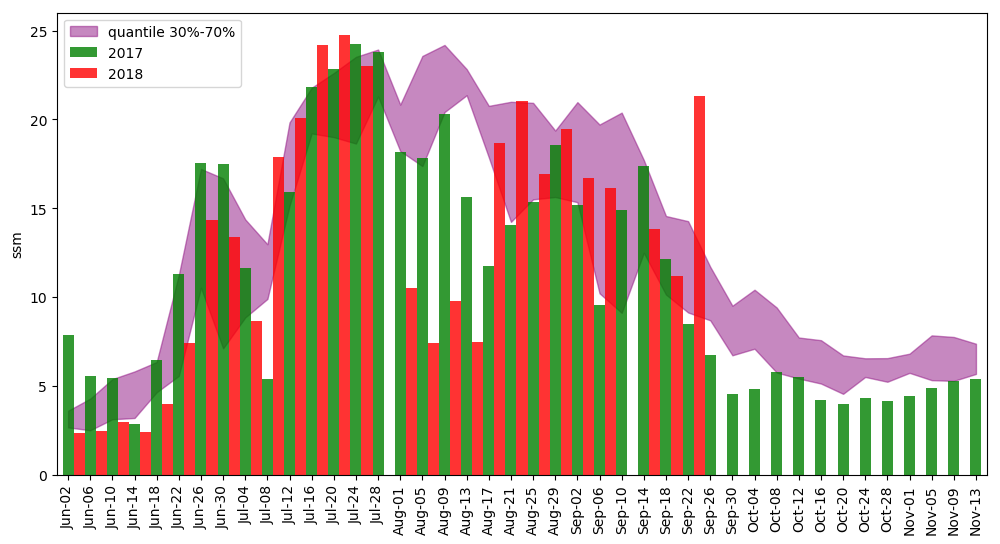 quantile 30%-70%
2017
2018
ssm
25
20
15
10
5
0
Jun-02
Jun-06
Jun-10
Jun-14
Jun-18
Jun-22
Jun-26
Jun-30
Jul-04
Jul-08
Jul-12
Jul-16
Jul-20
Jul-24
Jul-28
Aug-01
Aug-05
Aug-09
Aug-13
Aug-17
Aug-21
Aug-25
Aug-29
Sep-02
Sep-06
Sep-10
Sep-14
Sep-18
Sep-22
Sep-26
Sep-30
Oct-04
Oct-08
Oct-12
Oct-16
Oct-20
Oct-24
Oct-28
Nov-01
Nov-05
Nov-09
Nov-13